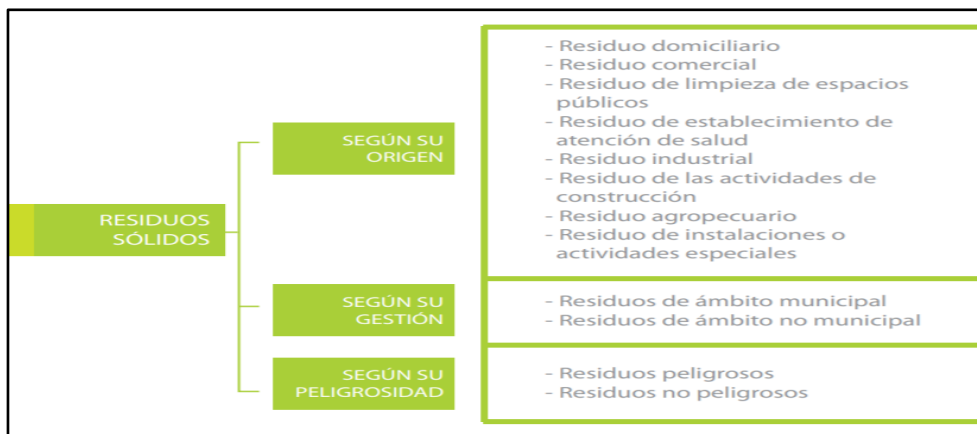 RESIDUOS
SÓLIDOS
SEGÚN SU
ORIGEN
- Residuo domiciliario
- Residuo comercial
- Residuo de limpieza de espacios
públicos
- Residuo de establecimiento de
atención de salud
- Residuo industrial
- Residuo de las actividades de
construcción
- Residuo agropecuario
- Residuo de instalaciones o
actividades especiales
SEGÚN SU
GESTIÓN
- Residuos de ámbito municipal
- Residuos de ámbito no municipal
SEGÚN SU
PELIGROSIDAD
- Residuos peligrosos
- Residuos no peligrosos